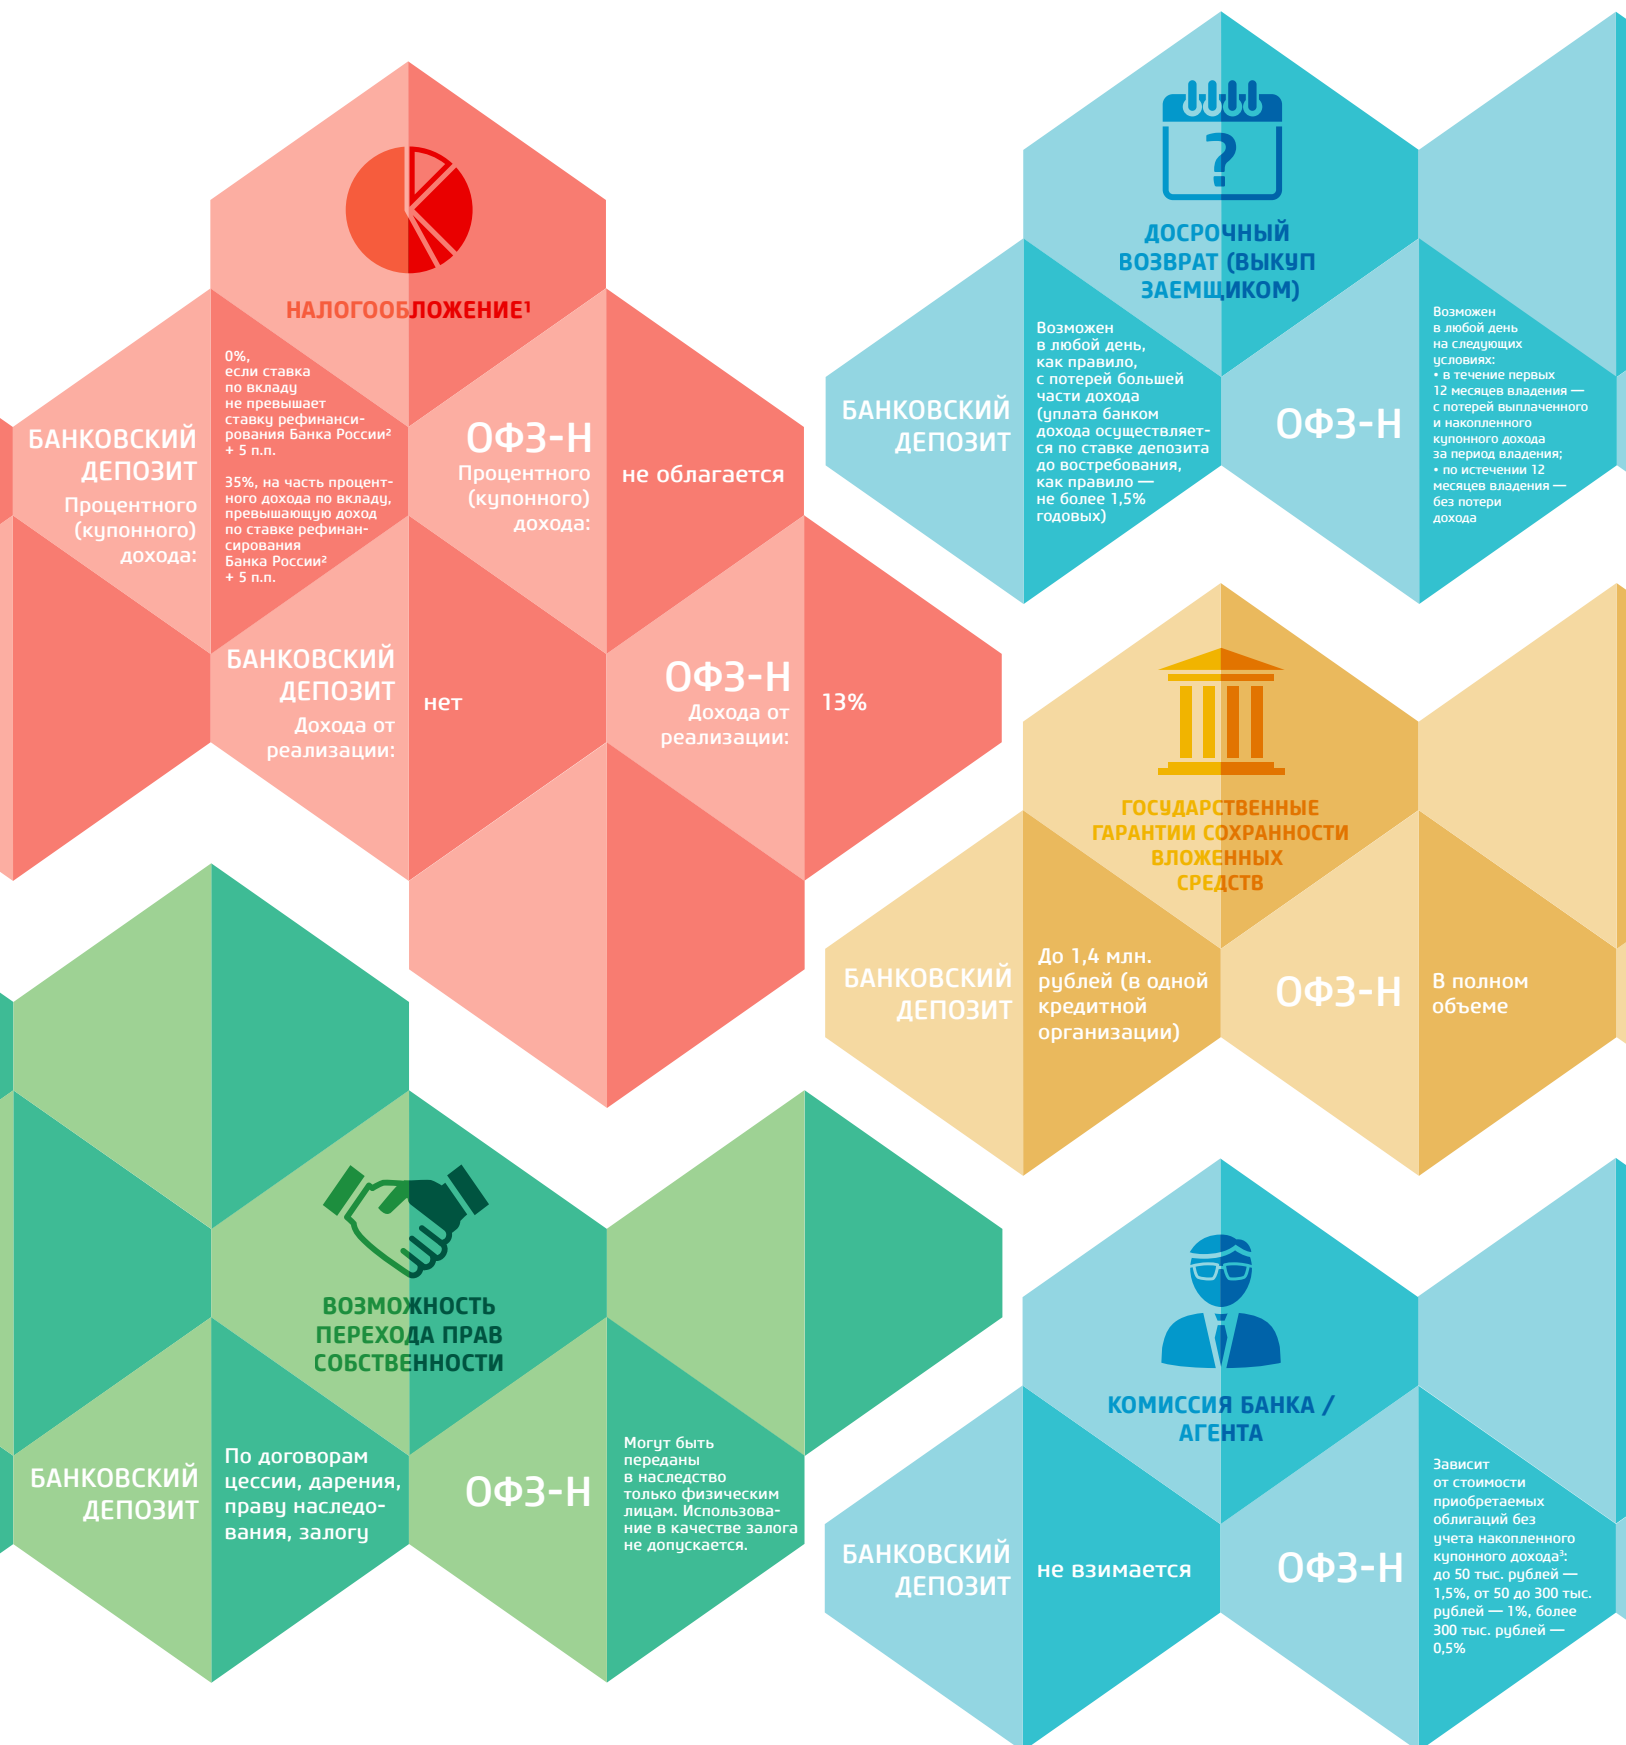 НАЛОГООБЛОЖЕНИЕ¹
БАНКОВСКИЙ
ДЕПОЗИТ
Процентного
(купонного)
дохода:
0%,
если ставка
по вкладу
не превышает
ставку рефинанси-
рования Банка России²
+ 5 п.п.
35%, на часть процент-
ного дохода по вкладу,
превышающую доход
по ставке рефинан-
сирования
Банка России²
+ 5 п.п.
ОФЗ-Н
Процентного
(купонного)
дохода:
не облагается
БАНКОВСКИЙ
ДЕПОЗИТ
Дохода от
реализации:
нет
ОФЗ-Н
Дохода от
реализации:
13%
ДОСРОЧНЫЙ
ВОЗВРАТ (ВЫКУП
ЗАЕМЩИКОМ)
БАНКОВСКИЙ
ДЕПОЗИТ
Возможен
в любой день,
как правило,
с потерей большей
части дохода
(уплата банком
дохода осуществляет-
ся по ставке депозита
до востребования,
как правило —
не более 1,5%
годовых)
ОФЗ-Н
Возможен
в любой день
на следующих
условиях:
• в течение первых
12 месяцев владения —
с потерей выплаченного
и накопленного
купонного дохода
за период владения;
• по истечении 12
месяцев владения —
без потери
дохода
ГОСУДАРСТВЕННЫЕ
ГАРАНТИИ СОХРАННОСТИ
ВЛОЖЕННЫХ
СРЕДСТВ
БАНКОВСКИЙ
ДЕПОЗИТ
До 1,4 млн.
рублей (в одной
кредитной
организации)
ОФЗ-Н
В полном
объеме
ВОЗМОЖНОСТЬ
ПЕРЕХОДА ПРАВ
СОБСТВЕННОСТИ
БАНКОВСКИЙ
ДЕПОЗИТ
По договорам
цессии, дарения,
праву наследо-
вания, залогу
ОФЗ-Н
Могут быть
переданы
в наследство
только физическим
лицам. Использова-
ние в качестве залога
не допускается.
КОМИССИЯ БАНКА /
АГЕНТА
БАНКОВСКИЙ
ДЕПОЗИТ
не взимается
ОФЗ-Н
Зависит
от стоимости
приобретаемых
облигаций без
учета накопленного
купонного дохода³:
до 50 тыс. рублей —
1,5%, от 50 до 300 тыс.
рублей — 1%, более
300 тыс. рублей —
0,5%